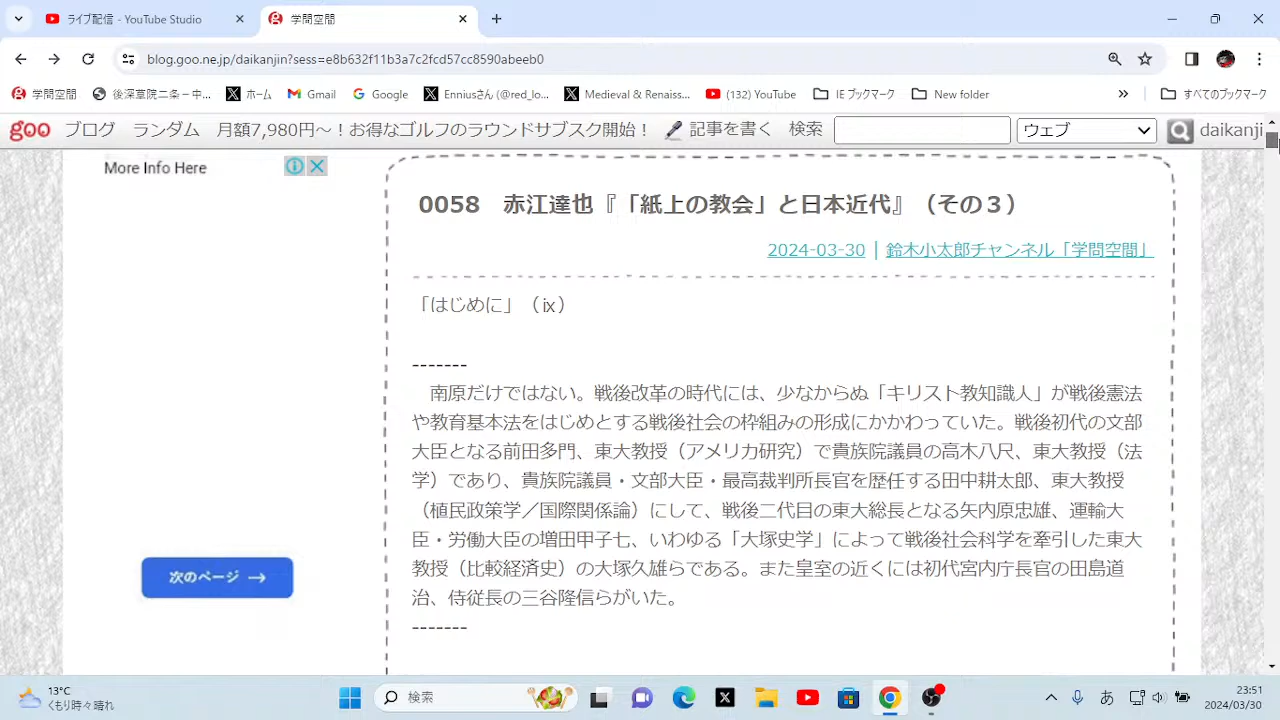 ライブ配信 - YouTube Studio
学問空間
blog.goo.ne.jp/daikanjin?sess=e8b632f11b3a7c2fcd57cc8590abeeb0
学問空間
後深草院二条 – 中...
ホーム
Gmail
Google
Enniusさん (@red_lo...
Medieval & Renaiss...
(132) YouTube
IE ブックマーク
New folder
»
すべてのブックマーク
goo ブログ ランダム 月額7,980円～！お得なゴルフのラウンドサブスク開始！ 記事を書く 検索 ウェブ daikanji
More Info Here
0058 赤江達也『「紙上の教会」と日本近代』（その３）
2024-03-30 | 鈴木小太郎チャンネル「学問空間」
「はじめに」（ⅸ）
-------
南原だけではない。戦後改革の時代には、少なからぬ「キリスト教知識人」が戦後憲法
や教育基本法をはじめとする戦後社会の枠組みの形成にかかわっていた。戦後初代の文部
大臣となる前田多門、東大教授（アメリカ研究）で貴族院議員の高木八尺、東大教授（法
学）であり、貴族院議員・文部大臣・最高裁判所長官を歴任する田中耕太郎、東大教授
（植民政策学／国際関係論）にして、戦後二代目の東大総長となる矢内原忠雄、運輸大
臣・労働大臣の増田甲子七、いわゆる「大塚史学」によって戦後社会科学を牽引した東大
教授（比較経済史）の大塚久雄らである。また皇室の近くには初代宮内庁長官の田島道
治、侍従長の三谷隆信らがいた。
-------
次のページ →
13°C
くもり時々晴れ
検索
あ
23:51
2024/03/30